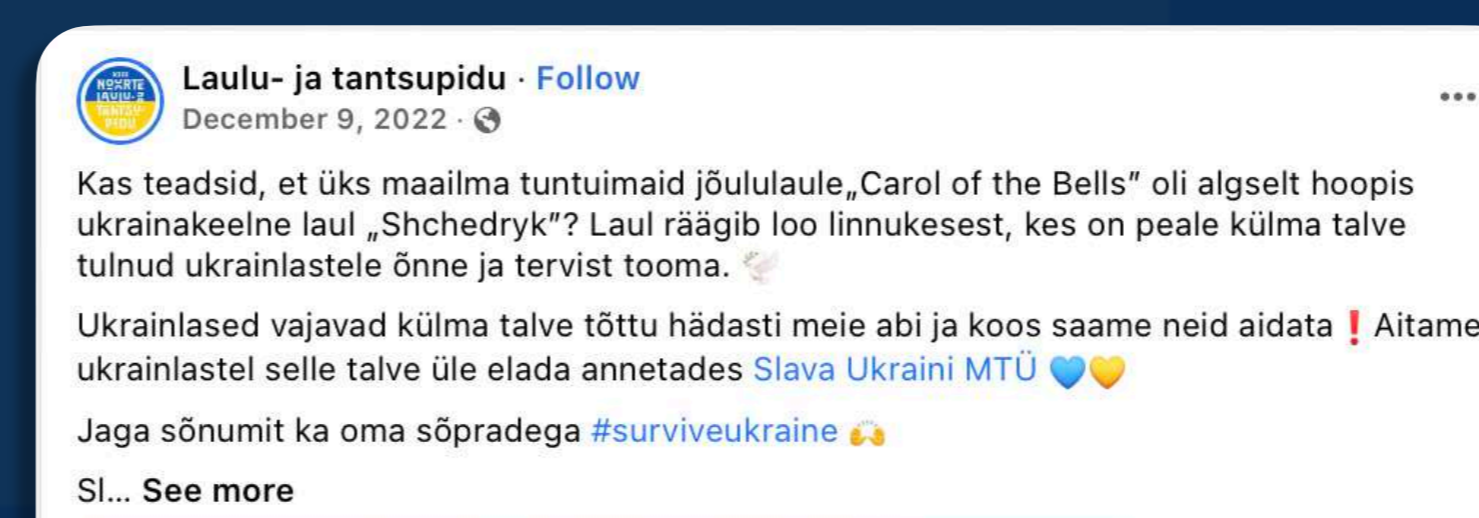 Laulu- ja tantsupidu · Follow
December 9, 2022 ·
Kas teadsid, et üks maailma tuntuimaid jõululaule„Carol of the Bells” oli algselt hoopis
ukrainakeelne laul „Shchedryk”? Laul räägib loo linnukesest, kes on peale külma talve
tulnud ukrainlastele õnne ja tervist tooma. 🕊️
Ukrainlased vajavad külma talve tõttu hädasti meie abi ja koos saame neid aidata ❗ Aitame
ukrainlastel selle talve üle elada annetades Slava Ukraini MTÜ 💙💛
Jaga sõnumit ka oma sõpradega #surviveukraine 🙌
Sl... See more